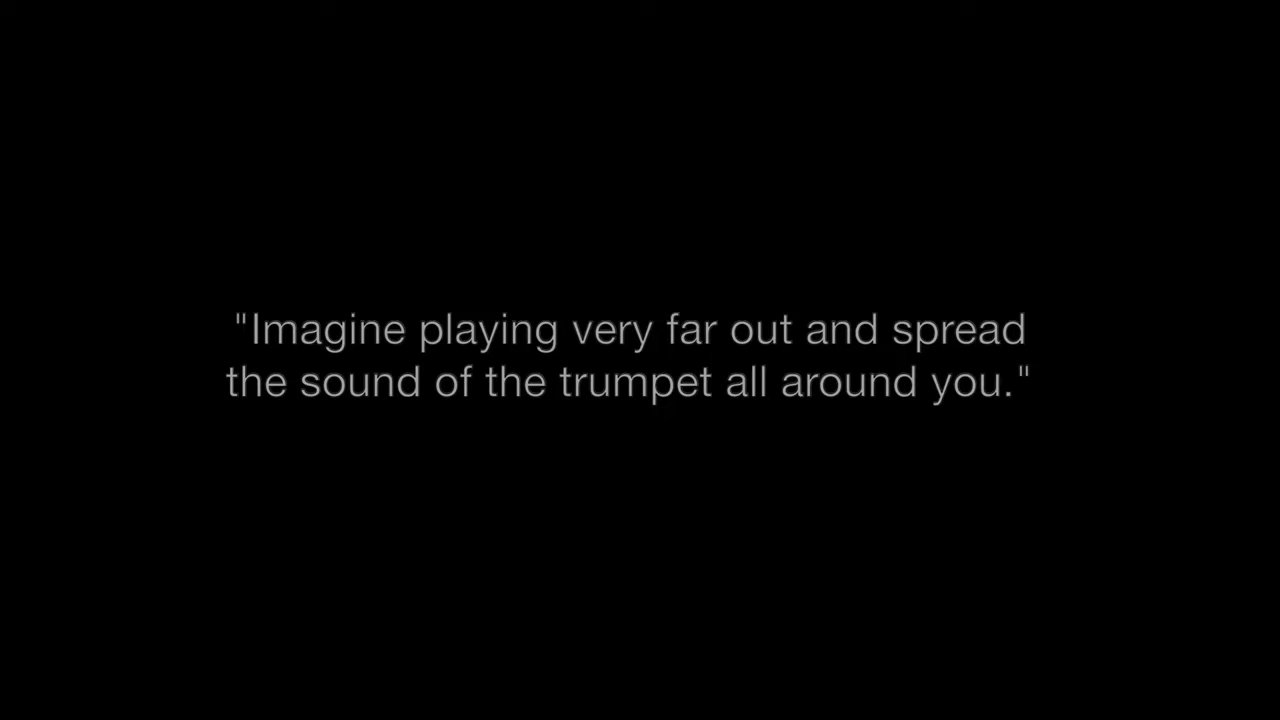 "Imagine playing very far out and spread
the sound of the trumpet all around you."